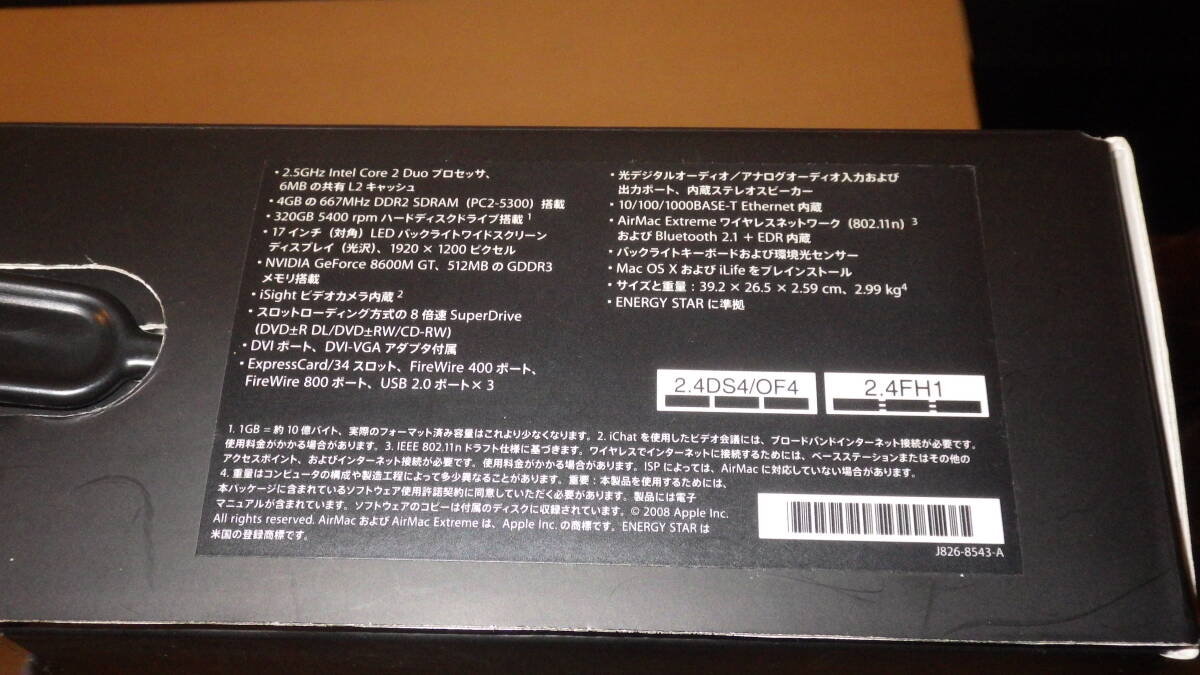 • 2.5GHz Intel Core 2 Duo プロセッサ、
6MB の共有 L2 キャッシュ
• 4GB の 667MHz DDR2 SDRAM（PC2-5300）搭載
• 320GB 5400 rpm ハードディスクドライブ搭載 1
• 17 インチ（対角）LED バックライトワイドスクリーン
ディスプレイ（光沢）、1920 × 1200 ピクセル
• NVIDIA GeForce 8600M GT、512MB の GDDR3
メモリ搭載
• iSight ビデオカメラ内蔵 2
• スロットローディング方式の 8 倍速 SuperDrive
(DVD±R DL/DVD±RW/CD-RW)
• DVI ポート、DVI-VGA アダプタ付属
• ExpressCard/34 スロット、FireWire 400 ポート、
FireWire 800 ポート、USB 2.0 ポート× 3
• 光デジタルオーディオ／アナログオーディオ入力および
出力ポート、内蔵ステレオスピーカー
• 10/100/1000BASE-T Ethernet 内蔵
• AirMac Extreme ワイヤレスネットワーク（802.11n）3
および Bluetooth 2.1 + EDR 内蔵
• バックライトキーボードおよび環境光センサー
• Mac OS X および iLife をプレインストール
• サイズと重量：39.2 × 26.5 × 2.59 cm、2.99 kg4
• ENERGY STAR に準拠
2.4DS4/OF4
2.4FH1
1. 1GB = 約 10 億バイト、実際のフォーマット済み容量はこれより少なくなります。2. iChat を使用したビデオ会議には、ブロードバンドインターネット接続が必要です。
使用料金がかかる場合があります。3. IEEE 802.11n ドラフト仕様に基づきます。ワイヤレスでインターネットに接続するためには、ベースステーションまたはその他の
アクセスポイント、およびインターネット接続が必要です。使用料金がかかる場合があります。ISP によっては、AirMac に対応していない場合があります。
4. 重量はコンピュータの構成や製造工程によって多少異なることがあります。重要：本製品を使用するためには、
本パッケージに含まれているソフトウェア使用許諾契約に同意していただく必要があります。製品には電子
マニュアルが含まれています。ソフトウェアのコピーは付属のディスクに収録されています。© 2008 Apple Inc.
All rights reserved. AirMac および AirMac Extreme は、Apple Inc. の商標です。ENERGY STAR は
米国の登録商標です。
J826-8543-A